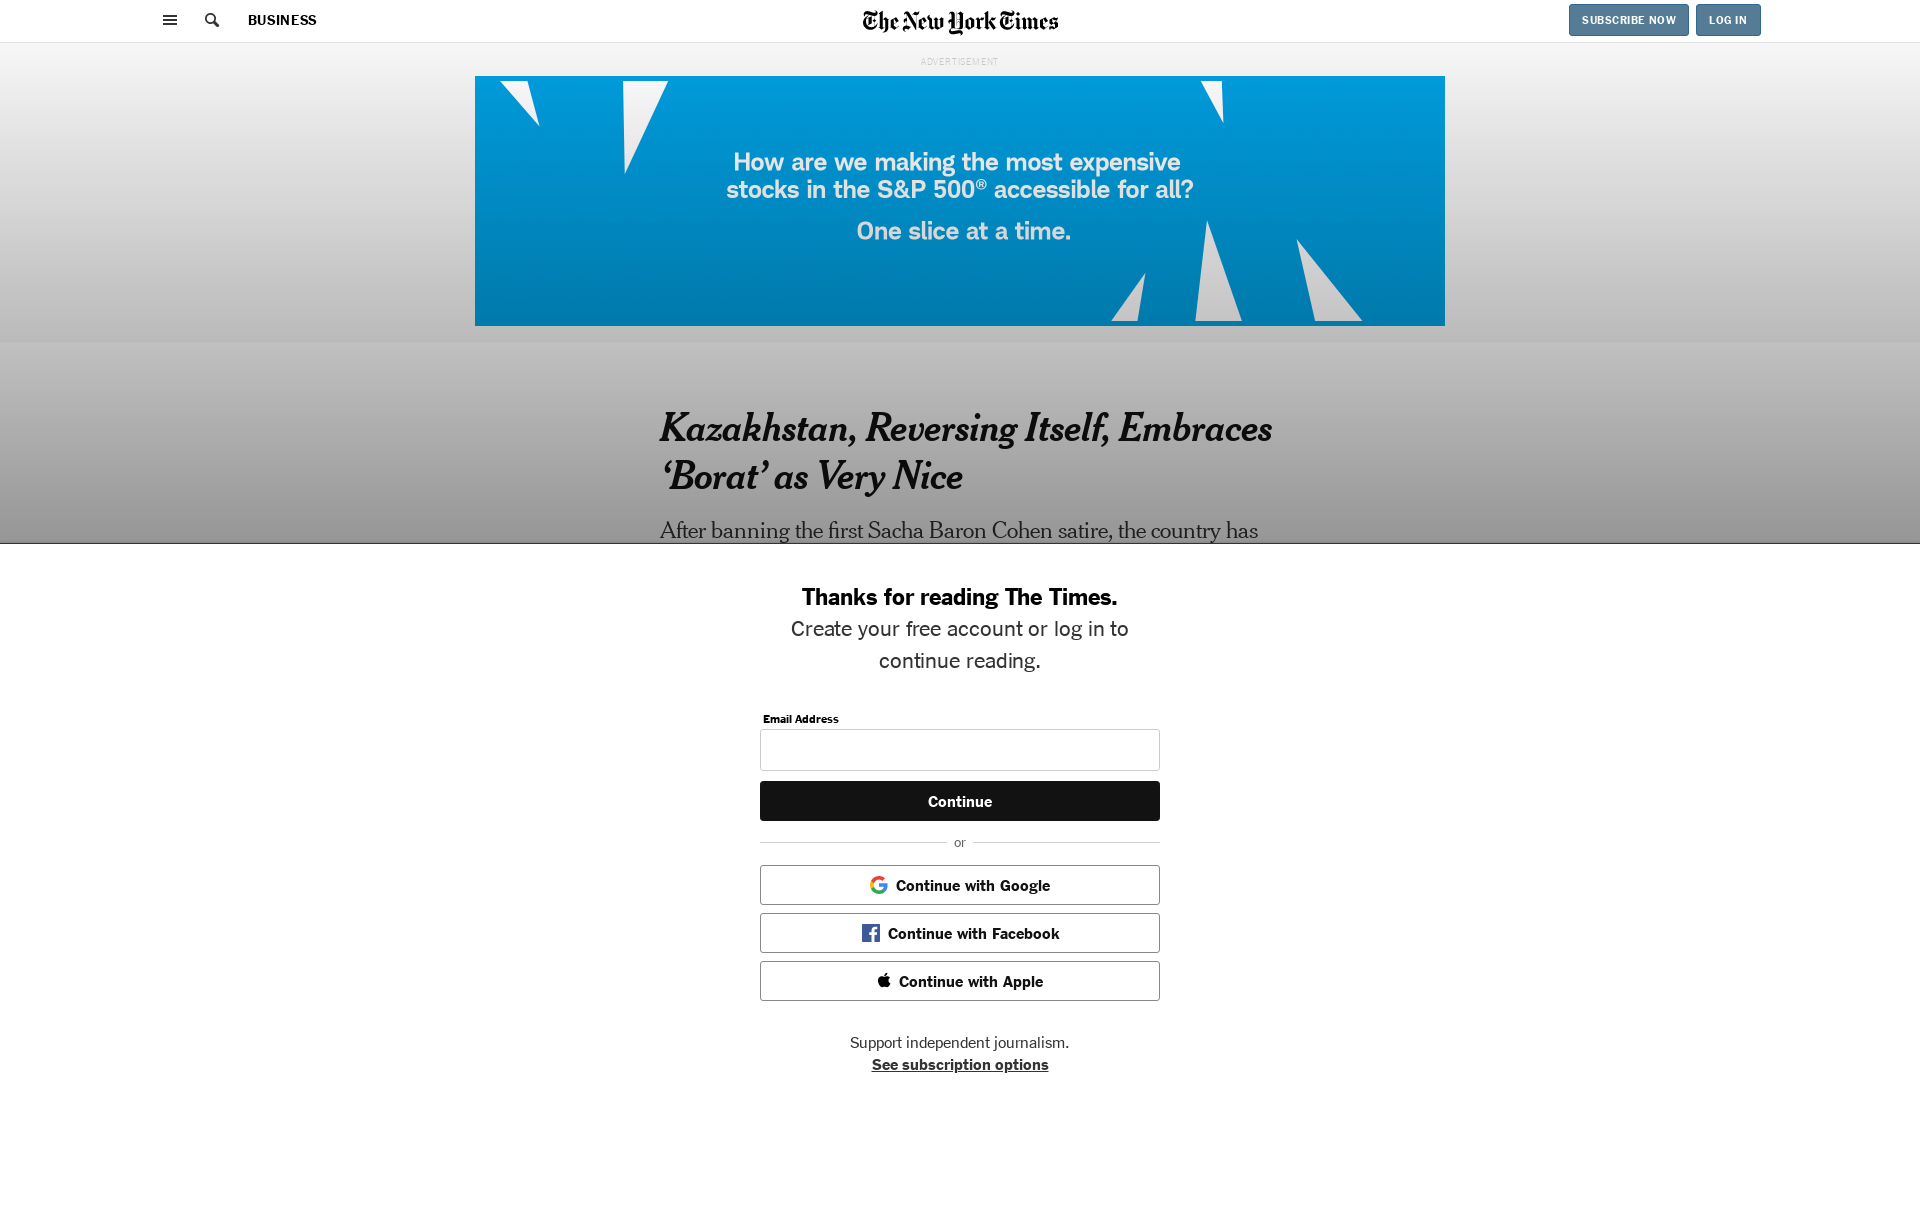 BUSINESS
The New York Times
SUBSCRIBE NOW
LOG IN
ADVERTISEMENT
How are we making the most expensive
stocks in the S&P 500® accessible for all?
One slice at a time.
Kazakhstan, Reversing Itself, Embraces
‘Borat’ as Very Nice
After banning the first Sacha Baron Cohen satire, the country has
Thanks for reading The Times.
Create your free account or log in to
continue reading.
Email Address
Continue
or
Continue with Google
Continue with Facebook
Continue with Apple
Support independent journalism.
See subscription options